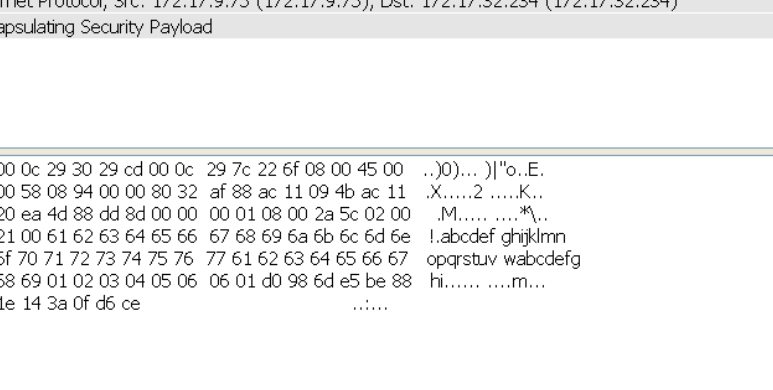 rnet Protocol, Src: 172.17.9.75 (172.17.9.75), Dst: 172.17.32.234 (172.17.32.234)
apsulating Security Payload
00 0c 29 30 29 cd 00 0c 29 7c 22 6f 08 00 45 00 ..)0)... )|"o..E.
00 58 08 94 00 00 80 32 af 88 ac 11 09 4b ac 11 .X.....2 .....K..
20 ea 4d 88 dd 8d 00 00 00 01 08 00 2a 5c 02 00 .M..... ....*\..
21 00 61 62 63 64 65 66 67 68 69 6a 6b 6c 6d 6e !.abcdef ghijklmn
6f 70 71 72 73 74 75 76 77 61 62 63 64 65 66 67 opqrstuv wabcdefg
68 69 01 02 03 04 05 06 06 01 d0 98 6d e5 be 88 hi...... ....m...
1e 14 3a 0f d6 ce ..:...